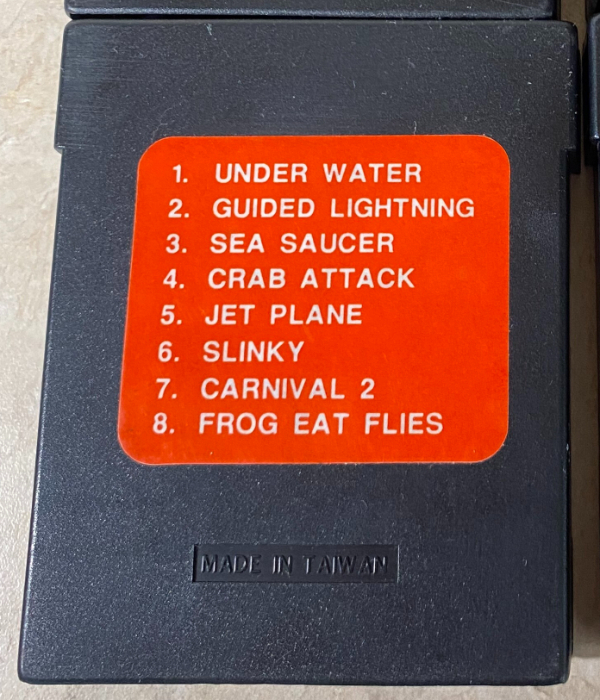 1. UNDER WATER
2. GUIDED LIGHTNING
3. SEA SAUCER
4. CRAB ATTACK
5. JET PLANE
6. SLINKY
7. CARNIVAL 2
8. FROG EAT FLIES
MADE IN TAIWAN